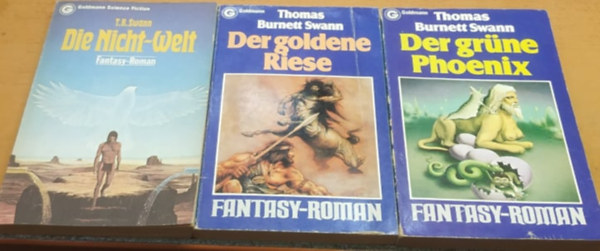 Goldmann Science Fiction
T.B. Swann
Die Nicht-Welt
Fantasy-Roman
Goldmann
Thomas
Burnett Swann
Der goldene
Riese
FANTASY-ROMAN
Goldmann
Thomas
Burnett Swann
Der grüne
Phoenix
FANTASY-ROMAN